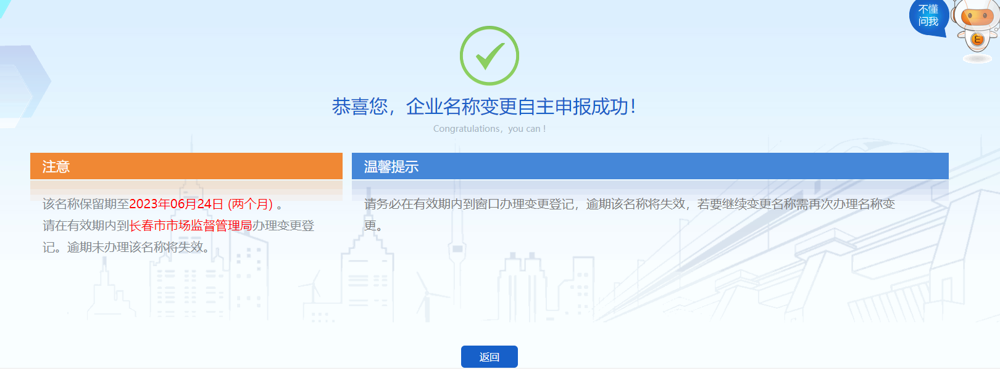 不懂
问我
E
恭喜您，企业名称变更自主申报成功！
Congratulations，you can !
注意
该名称保留期至2023年06月24日 (两个月) 。
请在有效期内到长春市市场监督管理局办理变更登
记。逾期未办理该名称将失效。
温馨提示
请务必在有效期内到窗口办理变更登记，逾期该名称将失效，若要继续变更名称需再次办理名称变
更。
返回